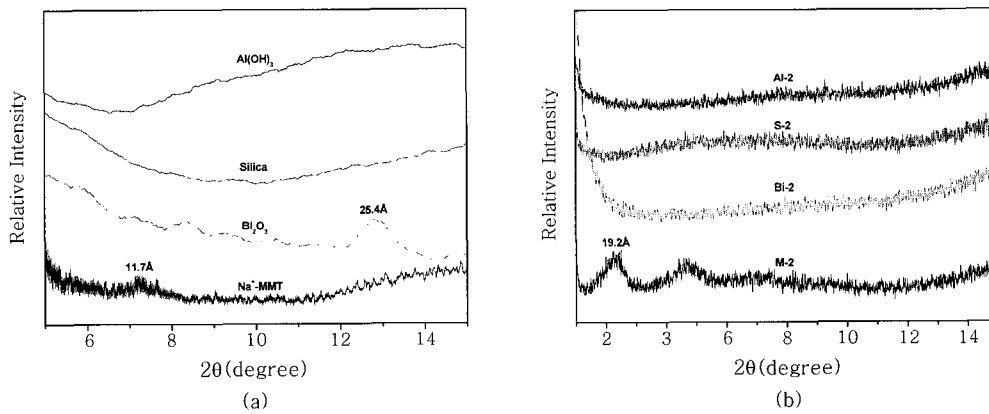 Relative Intensity
Al(OH)₃
Silica
Bi₂O₃
25.4Å
11.7Å
Na⁺-MMT
6 8 10 12 14
2θ(degree)
(a)
Relative Intensity
Al-2
S-2
Bi-2
19.2Å
M-2
2 4 6 8 10 12 14
2θ(degree)
(b)